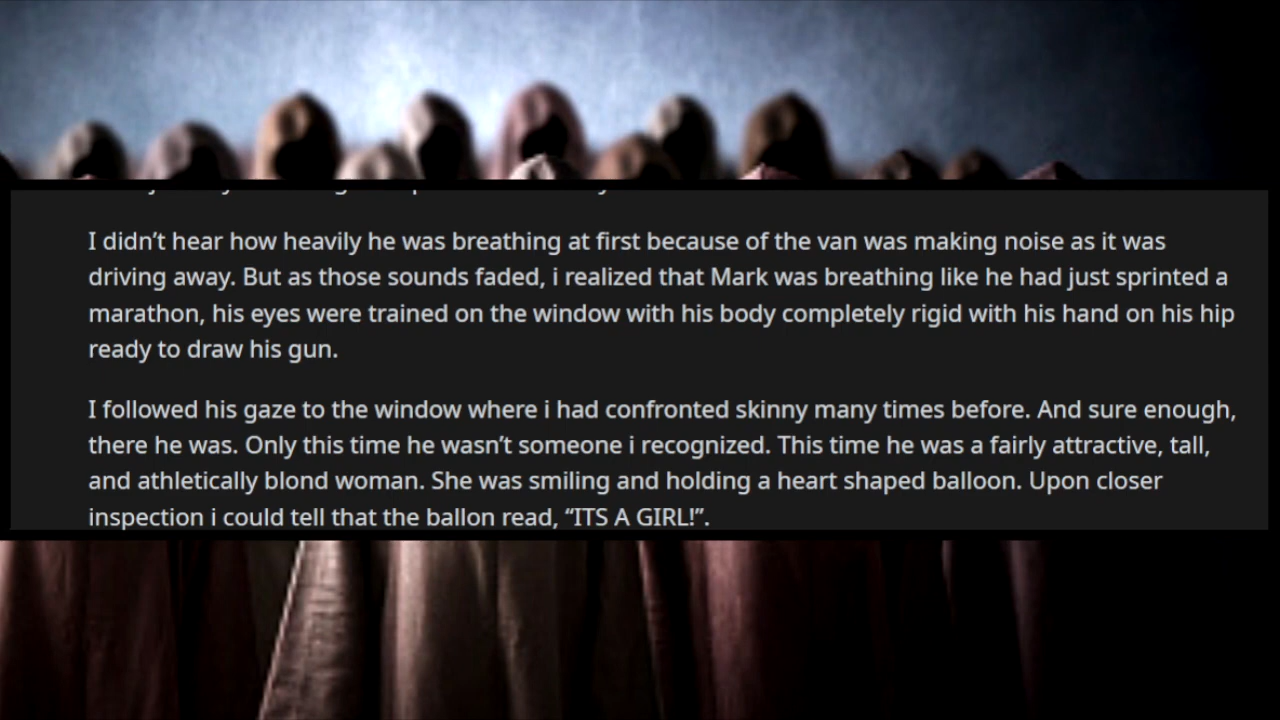 I didn’t hear how heavily he was breathing at first because of the van was making noise as it was
driving away. But as those sounds faded, i realized that Mark was breathing like he had just sprinted a
marathon, his eyes were trained on the window with his body completely rigid with his hand on his hip
ready to draw his gun.
I followed his gaze to the window where i had confronted skinny many times before. And sure enough,
there he was. Only this time he wasn’t someone i recognized. This time he was a fairly attractive, tall,
and athletically blond woman. She was smiling and holding a heart shaped balloon. Upon closer
inspection i could tell that the ballon read, “ITS A GIRL!”.